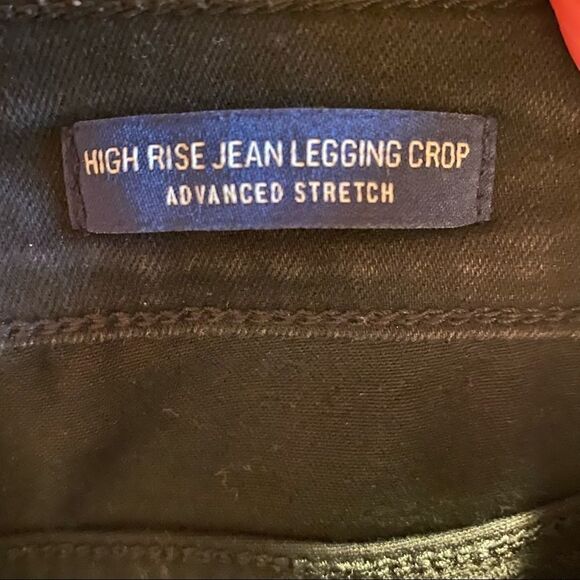 HIGH RISE JEAN LEGGING CROP
ADVANCED STRETCH